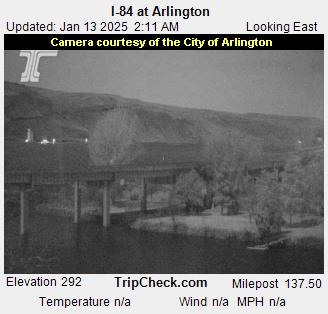 I-84 at Arlington
Updated: Jan 13 2025 2:11 AM Looking East
Camera courtesy of the City of Arlington
Elevation 292 TripCheck.com Milepost 137.50
Temperature n/a Wind n/a MPH n/a